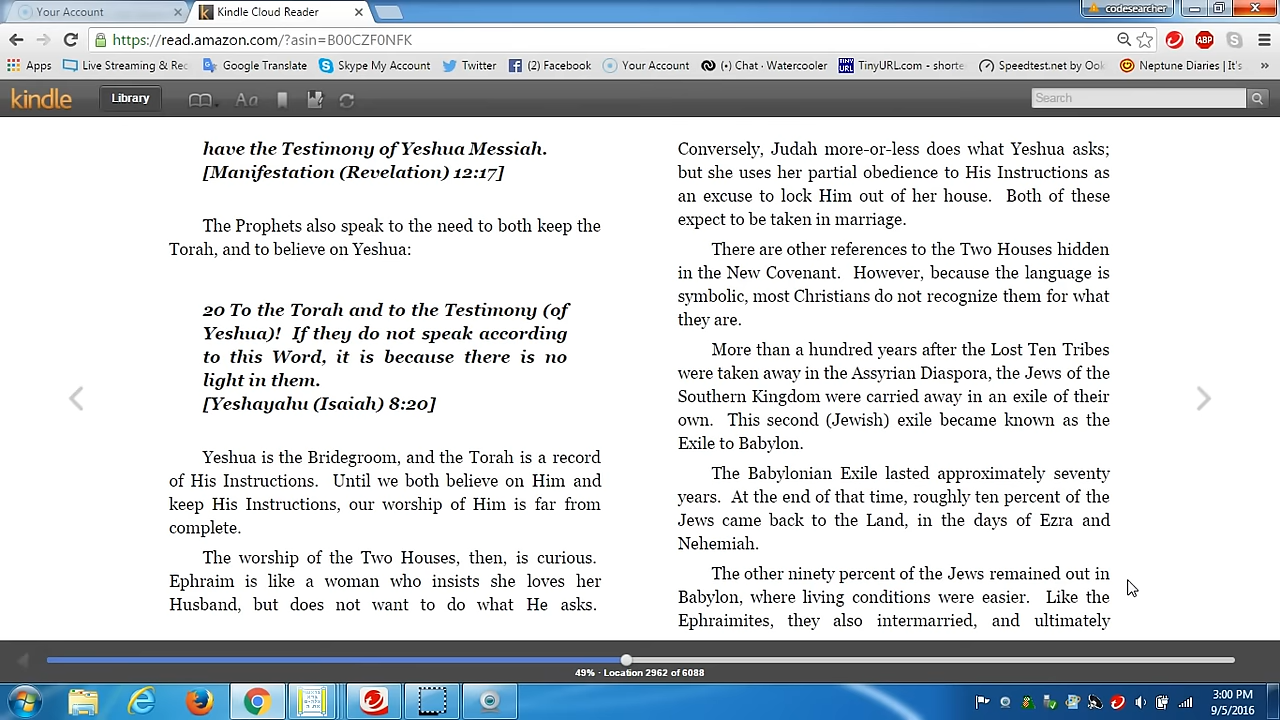 Your Account
Kindle Cloud Reader
codesearcher
https://read.amazon.com/?asin=B00CZF0NFK
Apps
Live Streaming & Rec
Google Translate
Skype My Account
Twitter
(2) Facebook
Your Account
(•) Chat · Watercooler
TinyURL.com - shorte
Speedtest.net by Ook
Neptune Diaries | It's
kindle
Library
Aa
Search
have the Testimony of Yeshua Messiah.
[Manifestation (Revelation) 12:17]
The Prophets also speak to the need to both keep the
Torah, and to believe on Yeshua:
20 To the Torah and to the Testimony (of
Yeshua)! If they do not speak according
to this Word, it is because there is no
light in them.
[Yeshayahu (Isaiah) 8:20]
Yeshua is the Bridegroom, and the Torah is a record
of His Instructions. Until we both believe on Him and
keep His Instructions, our worship of Him is far from
complete.
The worship of the Two Houses, then, is curious.
Ephraim is like a woman who insists she loves her
Husband, but does not want to do what He asks.
Conversely, Judah more-or-less does what Yeshua asks;
but she uses her partial obedience to His Instructions as
an excuse to lock Him out of her house. Both of these
expect to be taken in marriage.
There are other references to the Two Houses hidden
in the New Covenant. However, because the language is
symbolic, most Christians do not recognize them for what
they are.
More than a hundred years after the Lost Ten Tribes
were taken away in the Assyrian Diaspora, the Jews of the
Southern Kingdom were carried away in an exile of their
own. This second (Jewish) exile became known as the
Exile to Babylon.
The Babylonian Exile lasted approximately seventy
years. At the end of that time, roughly ten percent of the
Jews came back to the Land, in the days of Ezra and
Nehemiah.
The other ninety percent of the Jews remained out in
Babylon, where living conditions were easier. Like the
Ephraimites, they also intermarried, and ultimately
49% · Location 2962 of 6088
3:00 PM
9/5/2016